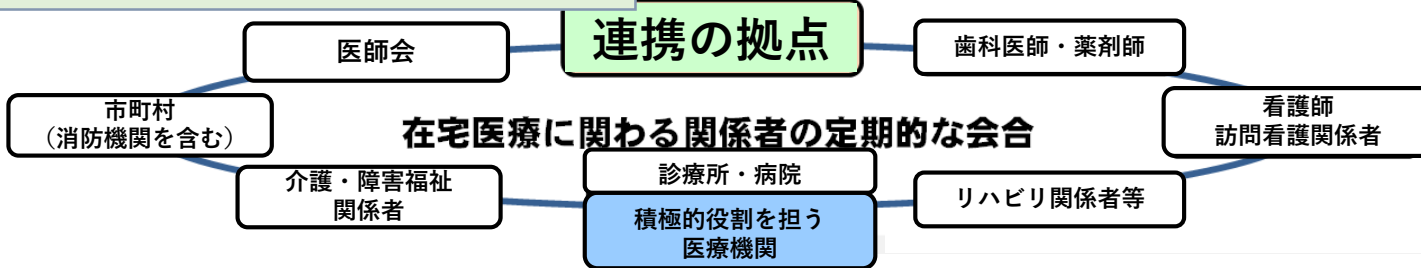 連携の拠点
医師会
歯科医師・薬剤師
市町村
（消防機関を含む）
在宅医療に関わる関係者の定期的な会合
看護師
訪問看護関係者
介護・障害福祉
関係者
診療所・病院
リハビリ関係者等
積極的役割を担う
医療機関